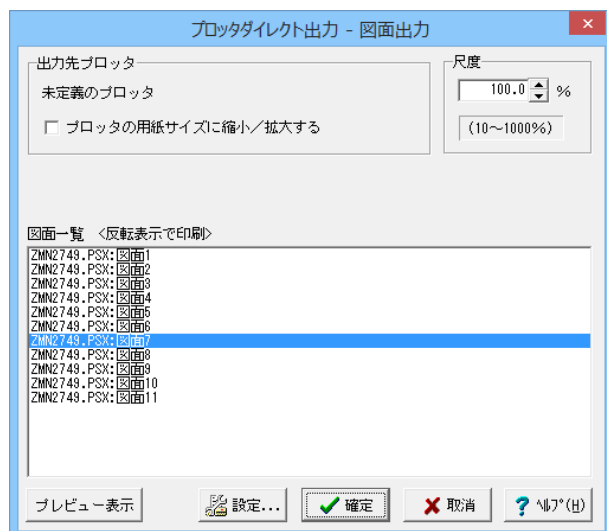 プロッタダイレクト出力 - 図面出力
出力先プロッタ
未定義のプロッタ
プロッタの用紙サイズに縮小／拡大する
尺度
100.0 %
(10～1000%)
図面一覧 <反転表示で印刷>
ZMN2749.PSX:図面1
ZMN2749.PSX:図面2
ZMN2749.PSX:図面3
ZMN2749.PSX:図面4
ZMN2749.PSX:図面5
ZMN2749.PSX:図面6
ZMN2749.PSX:図面7
ZMN2749.PSX:図面8
ZMN2749.PSX:図面9
ZMN2749.PSX:図面10
ZMN2749.PSX:図面11
プレビュー表示
設定...
確定
取消
ﾍﾙﾌﾟ(H)